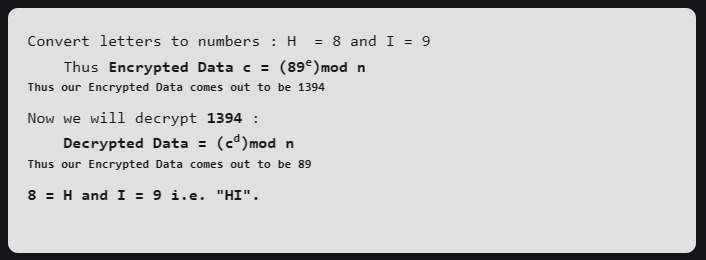 Convert letters to numbers : H  = 8 and I = 9
Thus Encrypted Data c = (89ᵉ)mod n
Thus our Encrypted Data comes out to be 1394
Now we will decrypt 1394 :
Decrypted Data = (cᵈ)mod n
Thus our Encrypted Data comes out to be 89
8 = H and I = 9 i.e. "HI".